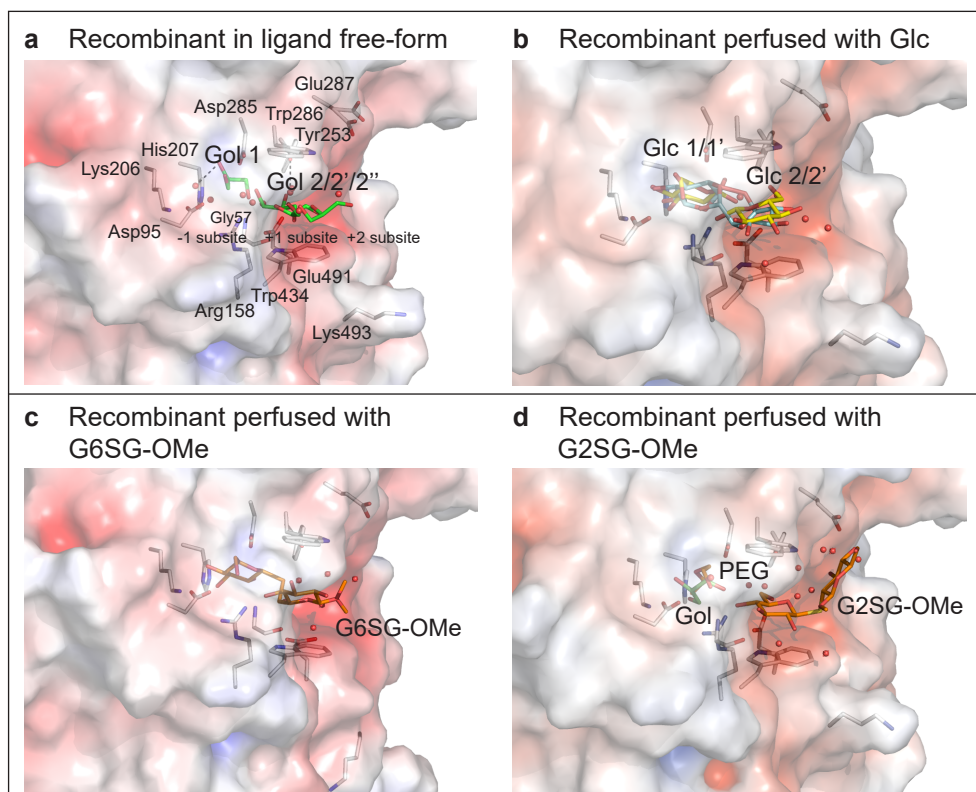 a Recombinant in ligand free-form
Glu287
Asp285
Trp286
Tyr253
His207
Gol 1
Lys206
Gol 2/2'/2''
Asp95
Gly57
-1 subsite
+1 subsite
+2 subsite
Glu491
Trp434
Arg158
Lys493
b Recombinant perfused with Glc
Glc 1/1'
Glc 2/2'
c Recombinant perfused with
G6SG-OMe
G6SG-OMe
d Recombinant perfused with
G2SG-OMe
PEG
Gol
G2SG-OMe